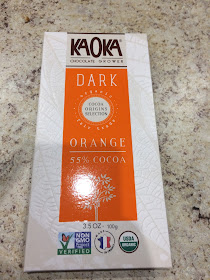 KAOKA®
CHOCOLATE GROWER
DARK
COCOA
ORIGINS
SELECTION
ORANGE
55% COCOA
3.5 OZ - 100g
NON
GMO
VERIFIED
USDA
ORGANIC